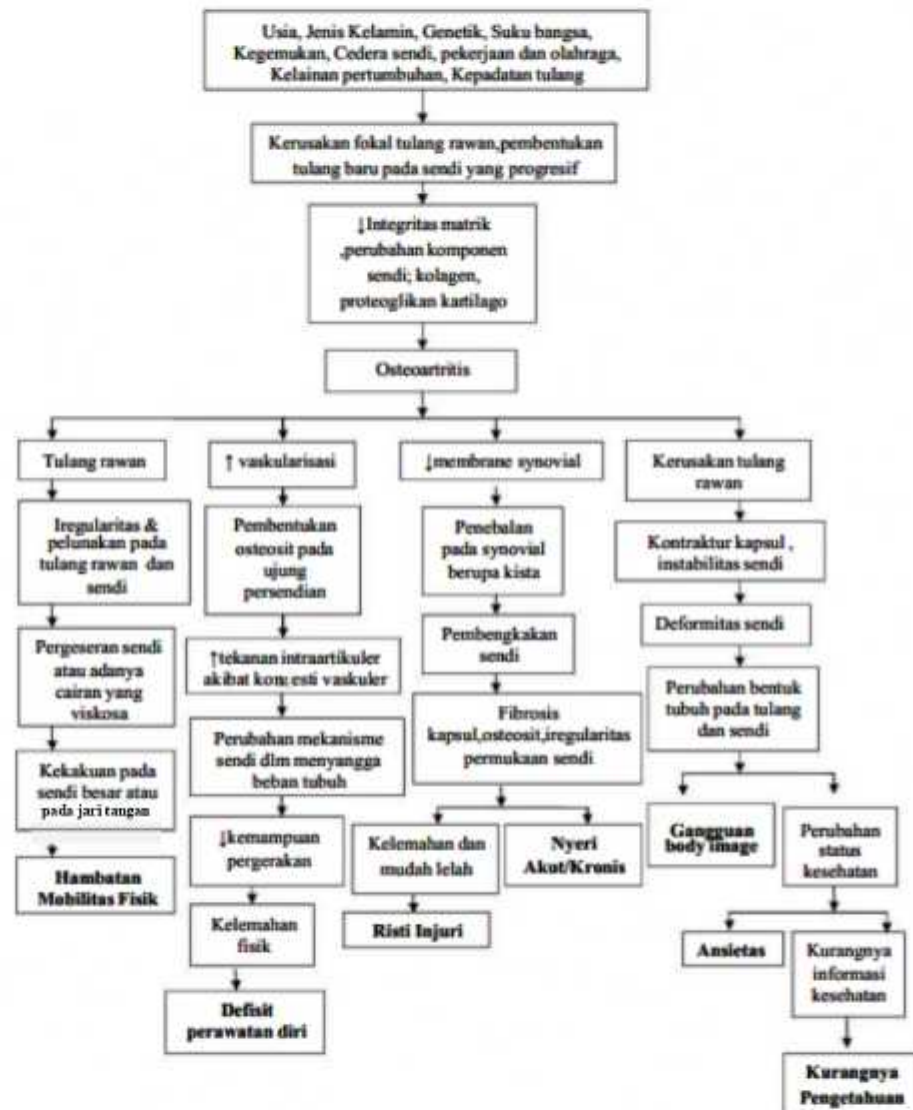 Usia, Jenis Kelamin, Genetik, Suku bangsa,
Kegemukan, Cedera sendi, pekerjaan dan olahraga,
Kelainan pertumbuhan, Kepadatan tulang
Kerusakan fokal tulang rawan,pembentukan
tulang baru pada sendi yang progresif
↓Integritas matrik
,perubahan komponen
sendi; kolagen,
proteoglikan kartilago
Osteoartritis
Tulang rawan
Iregularitas &
pelunakan pada
tulang rawan dan
sendi
Pergeseran sendi
atau adanya
cairan yang
viskosa
Kekakuan pada
sendi besar atau
pada jari tangan
Hambatan
Mobilitas Fisik
↑ vaskularisasi
Pembentukan
osteosit pada
ujung
persendian
↑tekanan intraartikuler
akibat kongesti vaskuler
Perubahan mekanisme
sendi dlm menyangga
beban tubuh
↓kemampuan
pergerakan
Kelemahan
fisik
Defisit
perawatan diri
↓membrane synovial
Penebalan
pada synovial
berupa kista
Pembengkakan
sendi
Fibrosis
kapsul,osteosit,iregularitas
permukaan sendi
Kelemahan dan
mudah lelah
Risti Injuri
Nyeri
Akut/Kronis
Kerusakan tulang
rawan
Kontraktur kapsul ,
instabilitas sendi
Deformitas sendi
Perubahan bentuk
tubuh pada tulang
dan sendi
Gangguan
body image
Perubahan
status
kesehatan
Ansietas
Kurangnya
informasi
kesehatan
Kurangnya
Pengetahuan